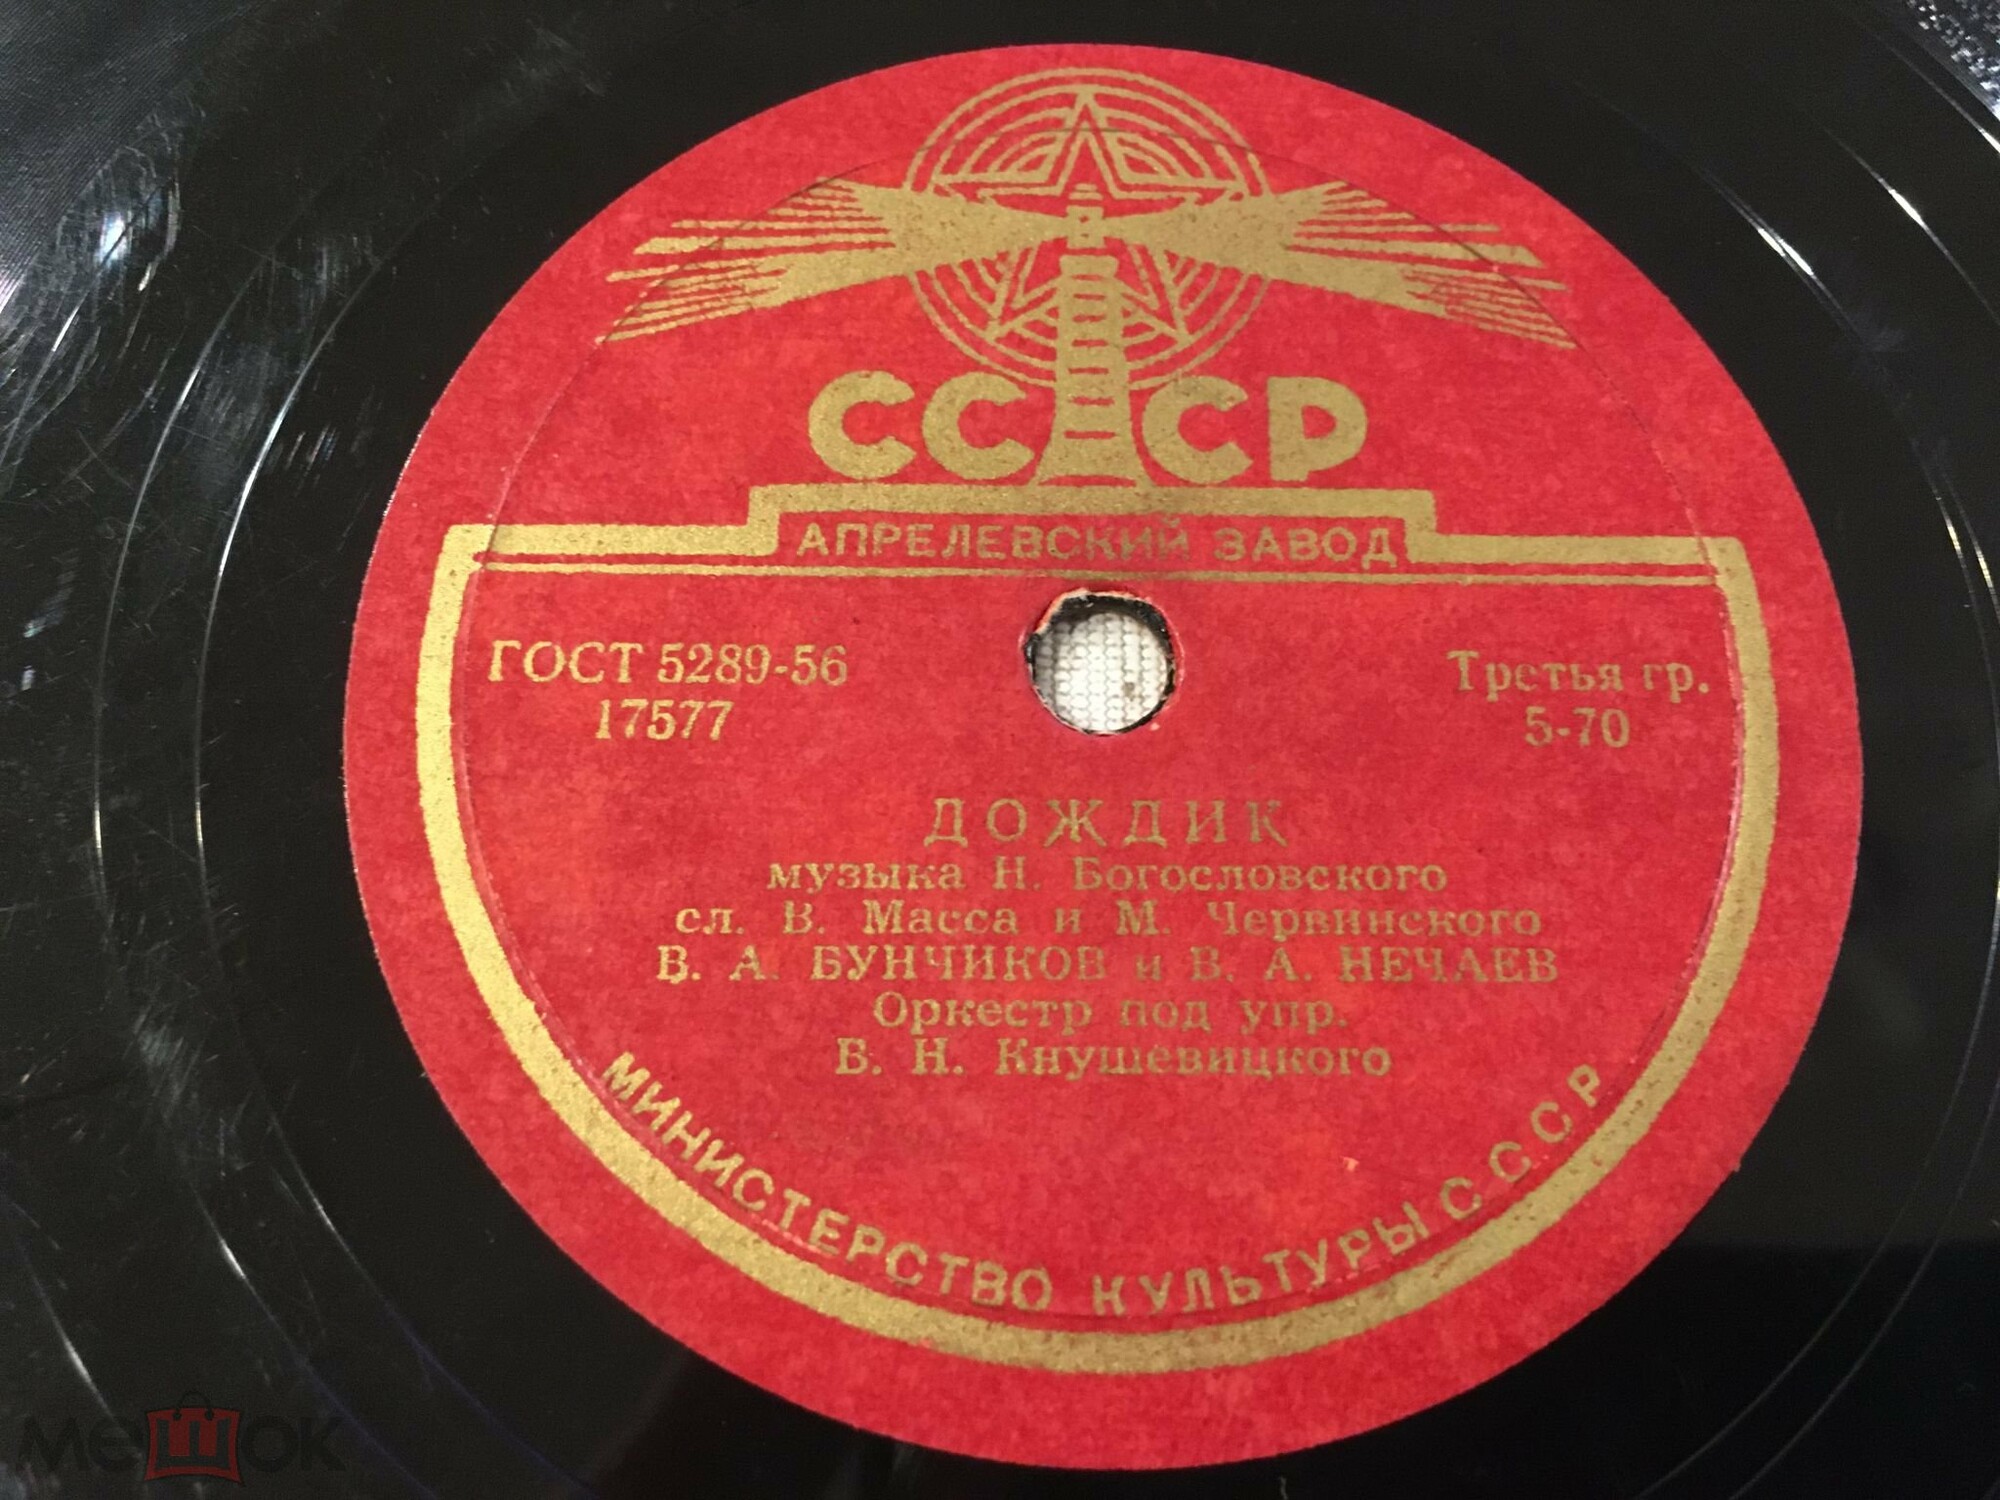 СССР
АПРЕЛЕВСКИЙ ЗАВОД
ГОСТ 5289-56
17577
Третья гр.
5-70
ДОЖДИК
музыка Н. Богословского
сл. В. Масса и М. Червинского
В. А. БУНЧИКОВ и В. А. НЕЧАЕВ
Оркестр под упр.
В. Н. Кнушевицкого
МИНИСТЕРСТВО КУЛЬТУРЫ СССР
мешок